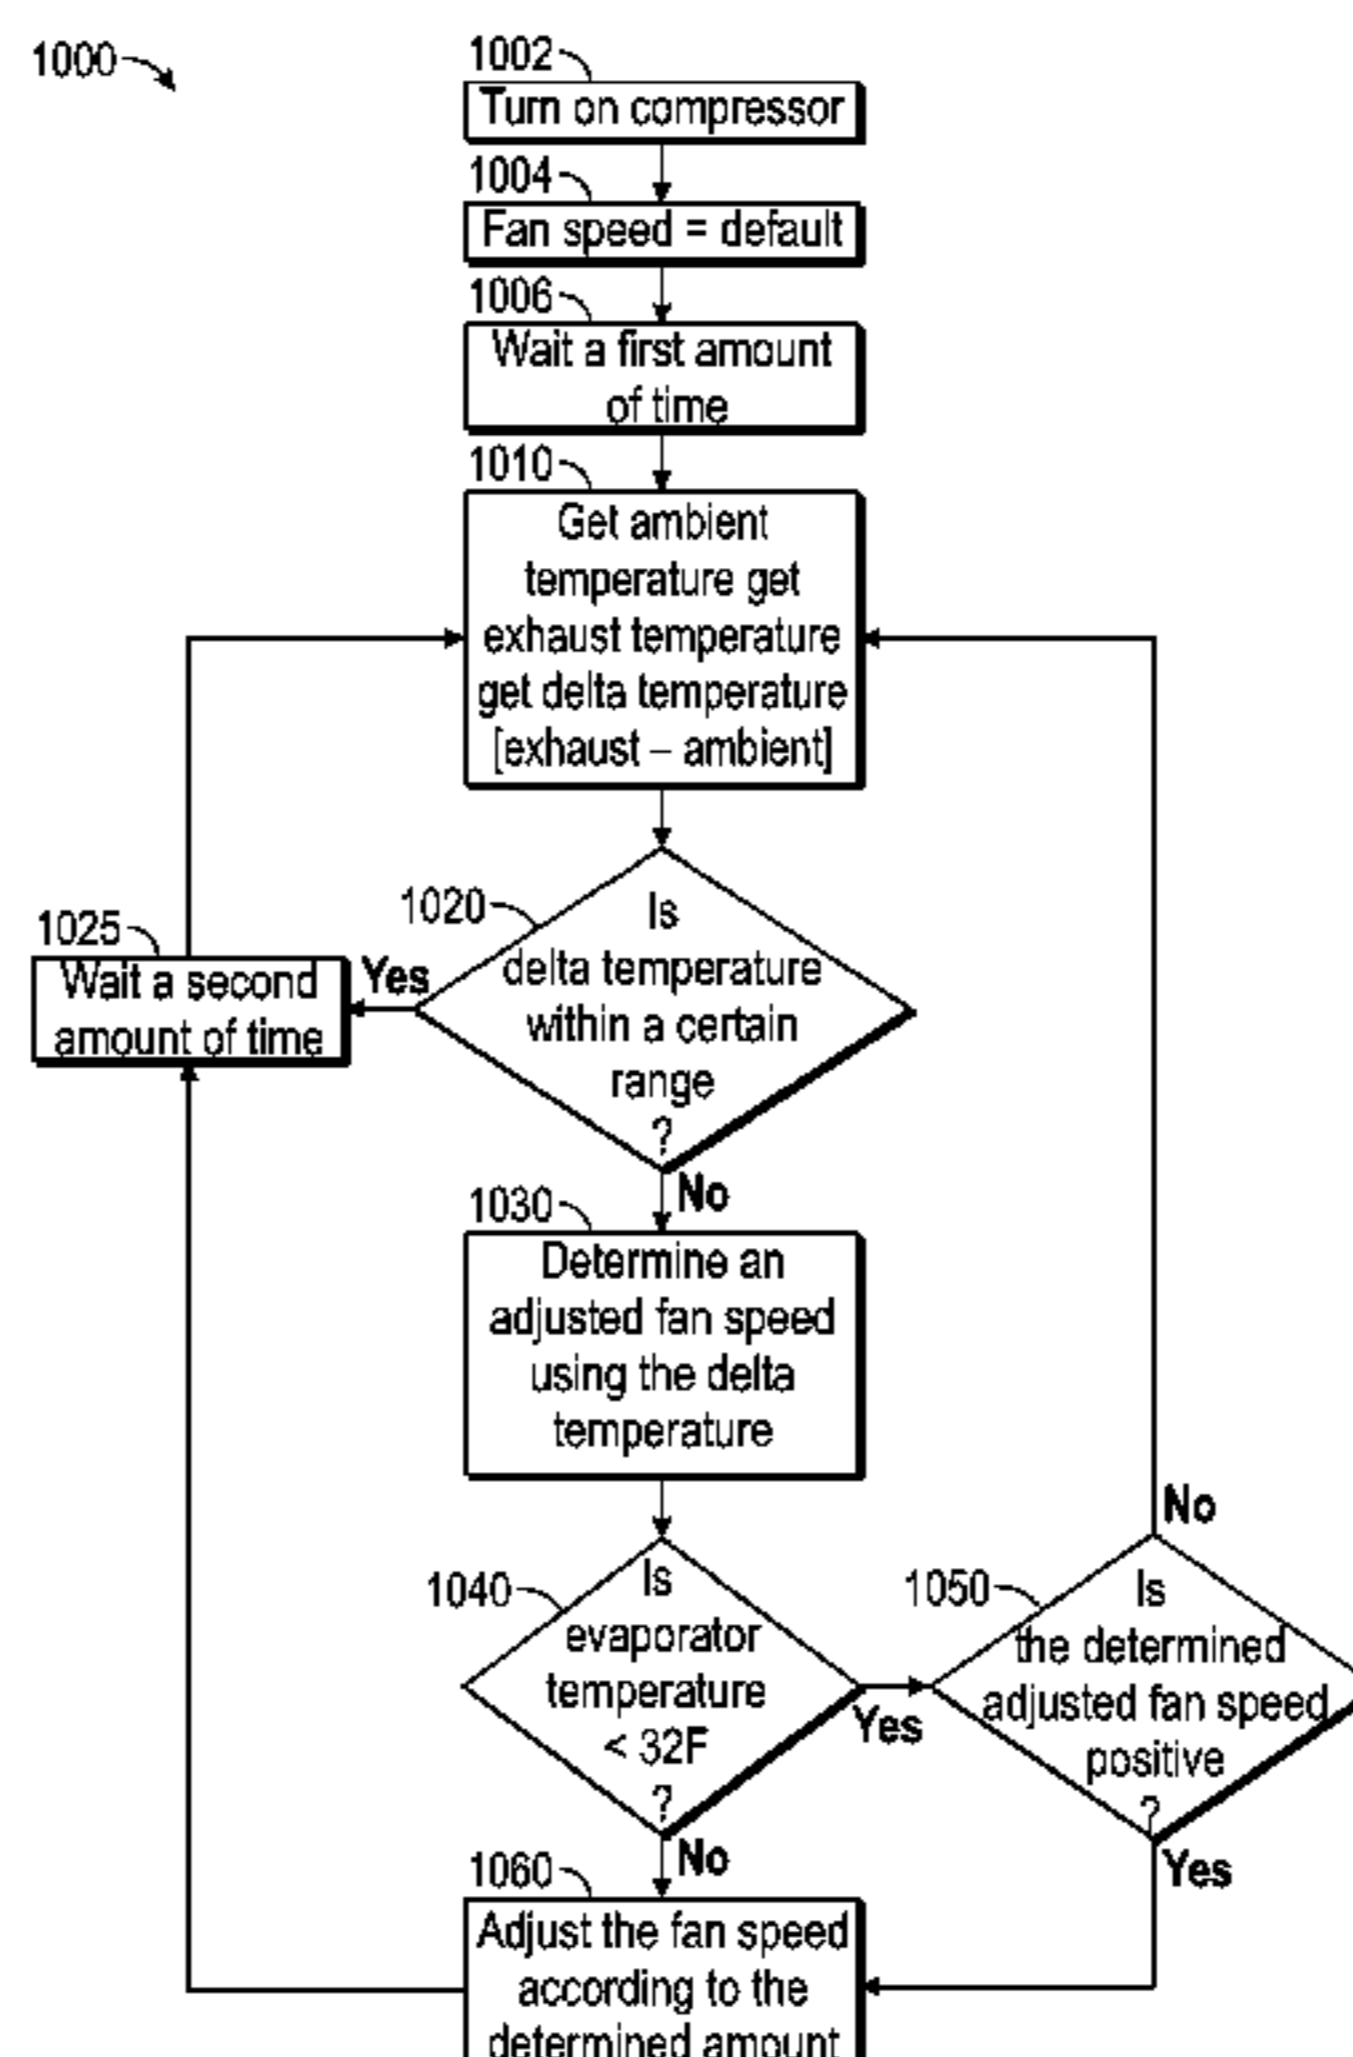 1000
1002
Turn on compressor
1004
Fan speed = default
1006
Wait a first amount
of time
1010
Get ambient
temperature get
exhaust temperature
get delta temperature
[exhaust – ambient]
1020
Is
delta temperature
within a certain
range
?
Yes
1025
Wait a second
amount of time
No
1030
Determine an
adjusted fan speed
using the delta
temperature
1040
Is
evaporator
temperature
< 32F
?
Yes
No
1050
Is
the determined
adjusted fan speed
positive
?
No
Yes
1060
Adjust the fan speed
according to the
determined amount